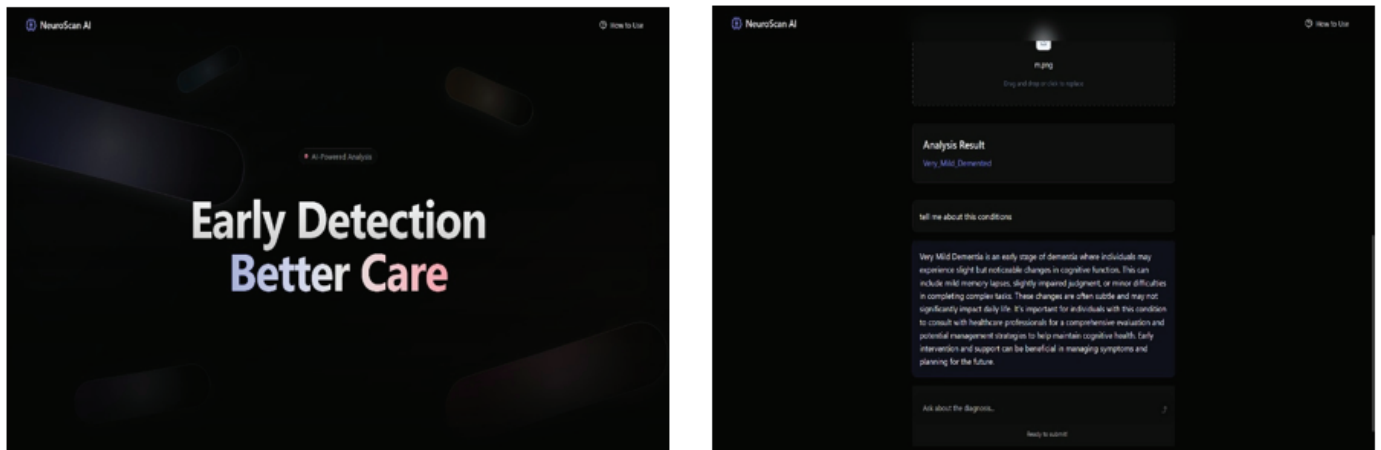 NeuroScan AI
How to Use
AI-Powered Analysis
Early Detection
Better Care
NeuroScan AI
How to Use
m.png
Drag and drop or click to replace
Analysis Result
Very_Mild_Demented
tell me about this conditions
Very Mild Dementia is an early stage of dementia where individuals may
experience slight but noticeable changes in cognitive function. This can
include mild memory lapses, slightly impaired judgment, or minor difficulties
in completing complex tasks. These changes are often subtle and may not
significantly impact daily life. It's important for individuals with this condition
to consult with healthcare professionals for a comprehensive evaluation and
potential management strategies to help maintain cognitive health. Early
intervention and support can be beneficial in managing symptoms and
planning for the future.
Ask about the diagnosis...
Ready to submit